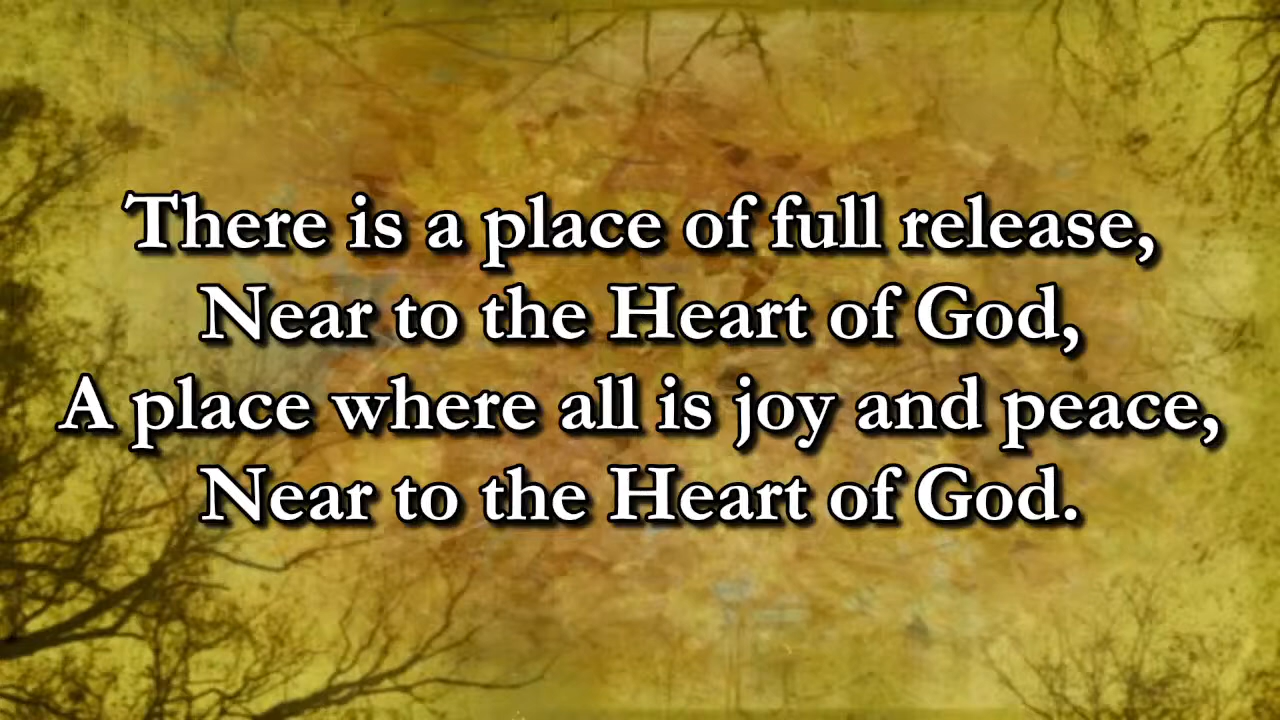 There is a place of full release,
Near to the Heart of God,
A place where all is joy and peace,
Near to the Heart of God.